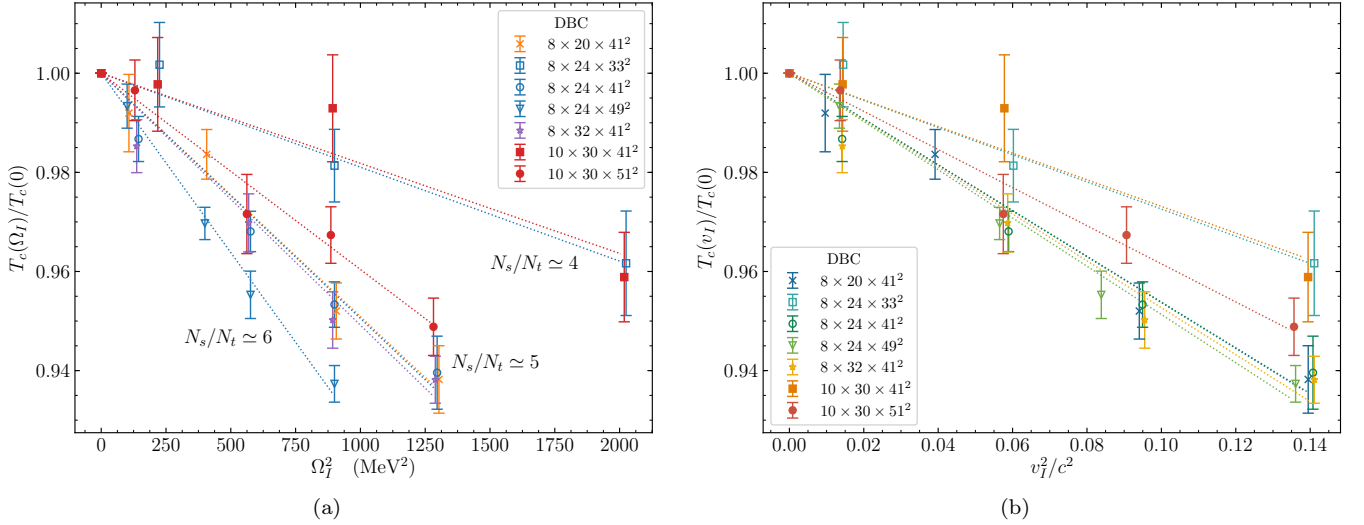 DBC
8 × 20 × 41²
8 × 24 × 33²
8 × 24 × 41²
8 × 24 × 49²
8 × 32 × 41²
10 × 30 × 41²
10 × 30 × 51²
1.00
0.98
0.96
0.94
T_c(Ω_I)/T_c(0)
N_s/N_t ≃ 4
N_s/N_t ≃ 6
N_s/N_t ≃ 5
0 250 500 750 1000 1250 1500 1750 2000
Ω_I² (MeV²)
(a)
1.00
0.98
0.96
0.94
T_c(v_I)/T_c(0)
DBC
8 × 20 × 41²
8 × 24 × 33²
8 × 24 × 41²
8 × 24 × 49²
8 × 32 × 41²
10 × 30 × 41²
10 × 30 × 51²
0.00 0.02 0.04 0.06 0.08 0.10 0.12 0.14
v_I²/c²
(b)